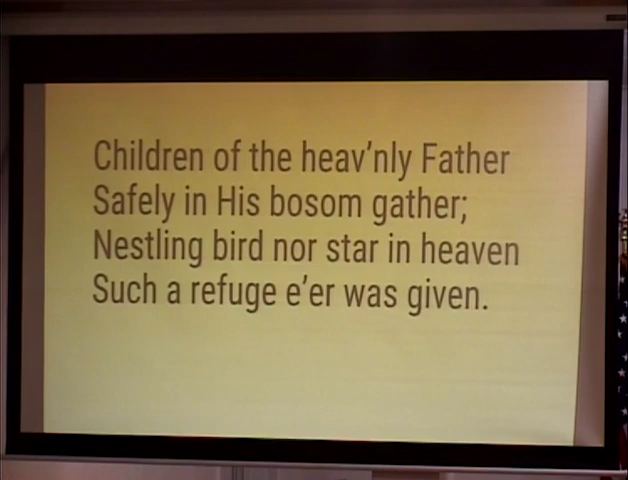 Children of the heav'nly Father
Safely in His bosom gather;
Nestling bird nor star in heaven
Such a refuge e'er was given.